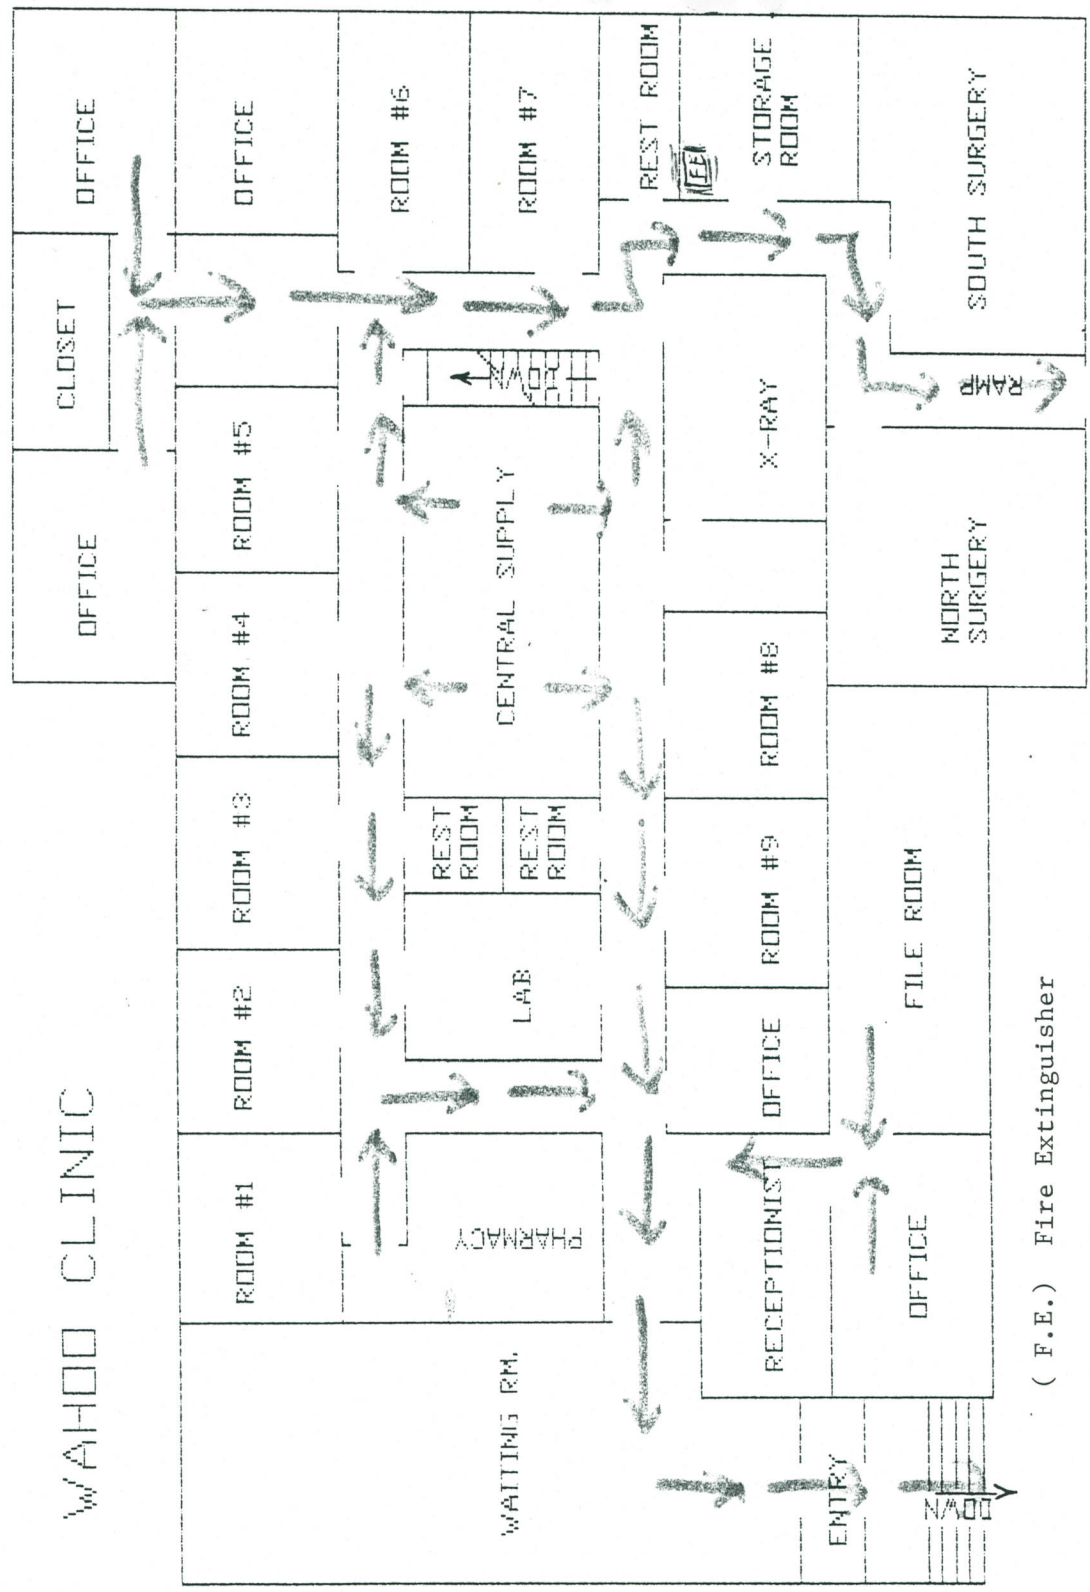 WAHOO CLINIC
OFFICE
CLOSET
OFFICE
ROOM #1
ROOM #2
ROOM #3
ROOM #4
ROOM #5
OFFICE
ROOM #6
ROOM #7
DOWN
WAITING RM.
PHARMACY
LAB
REST
ROOM
REST
ROOM
CENTRAL SUPPLY
REST ROOM
FE
STORAGE
ROOM
RECEPTIONIST
OFFICE
ROOM #9
ROOM #8
X-RAY
ENTRY
DOWN
OFFICE
FILE ROOM
NORTH
SURGERY
RAMP
SOUTH SURGERY
( F.E.) Fire Extinguisher